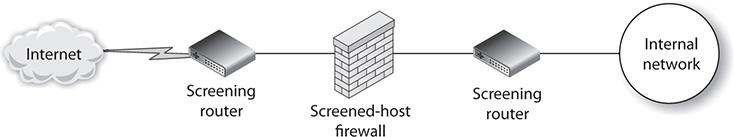 Internet
Screening
router
Screened-host
firewall
Screening
router
Internal
network